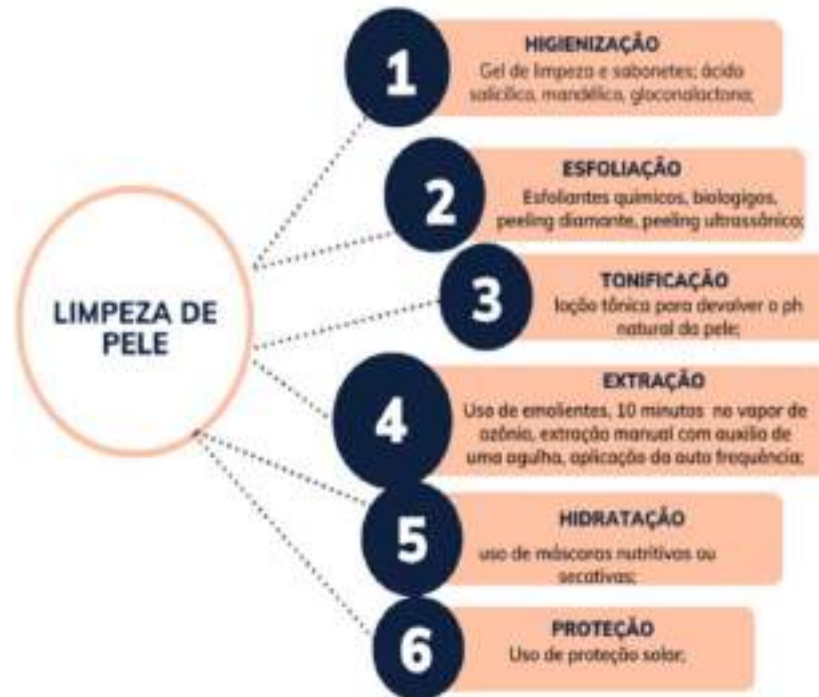 LIMPEZA DE
PELE
1
HIGIENIZAÇÃO
Gel de limpeza e sabonetes; ácido
salicílico, mandélico, gloconalactona;
2
ESFOLIAÇÃO
Esfoliantes químicos, biologigos,
peeling diamante, peeling ultrassônico;
3
TONIFICAÇÃO
loção tônica para devolver o ph
natural da pele;
4
EXTRAÇÃO
Uso de emolientes, 10 minutos no vapor de
ozônio, extração manual com auxilio de
uma agulha, aplicação da auto frequência;
5
HIDRATAÇÃO
uso de máscaras nutritivas ou
secativas;
6
PROTEÇÃO
Uso de proteção solar;